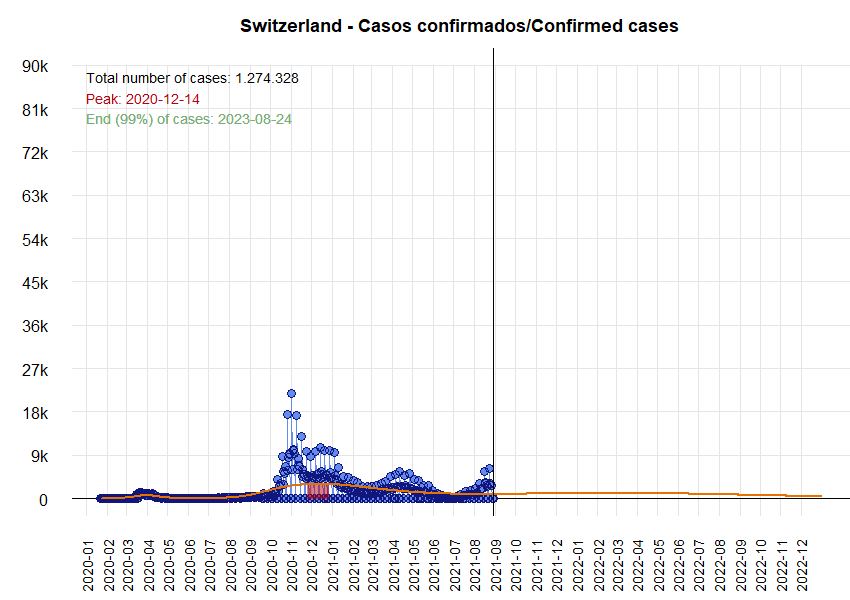 Switzerland - Casos confirmados/Confirmed cases
90k
81k
72k
63k
54k
45k
36k
27k
18k
9k
0
Total number of cases: 1.274.328
Peak: 2020-12-14
End (99%) of cases: 2023-08-24
2020-01
2020-02
2020-03
2020-04
2020-05
2020-06
2020-07
2020-08
2020-09
2020-10
2020-11
2020-12
2021-01
2021-02
2021-03
2021-04
2021-05
2021-06
2021-07
2021-08
2021-09
2021-10
2021-11
2021-12
2022-02
2022-03
2022-04
2022-05
2022-06
2022-07
2022-08
2022-09
2022-10
2022-11
2022-12